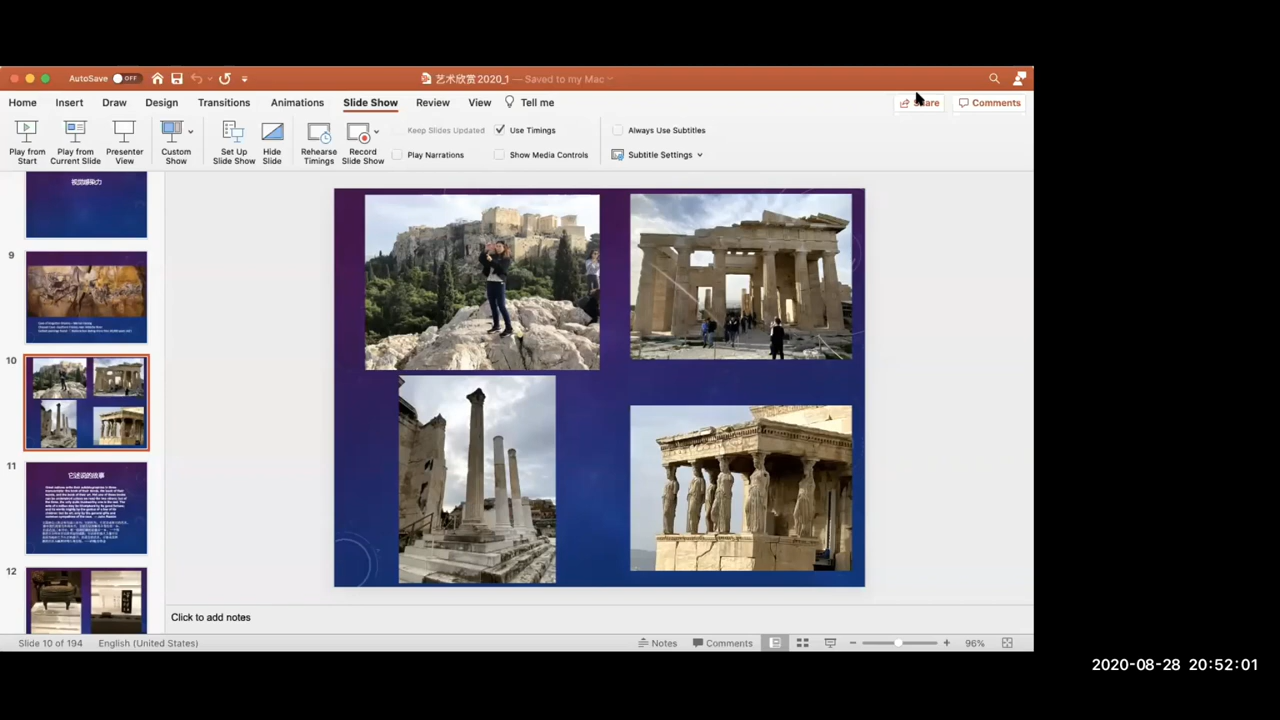 AutoSave OFF
艺术欣赏2020_1 — Saved to my Mac
Home Insert Draw Design Transitions Animations Slide Show Review View Tell me Share Comments
Play from Start
Play from Current Slide
Presenter View
Custom Show
Set Up Slide Show
Hide Slide
Rehearse Timings
Record Slide Show
Keep Slides Updated
Use Timings
Play Narrations
Show Media Controls
Always Use Subtitles
Subtitle Settings
视觉感染力
9
10
11
它述说的故事
12
Click to add notes
Slide 10 of 194 English (United States) Notes Comments 96%
2020-08-28 20:52:01